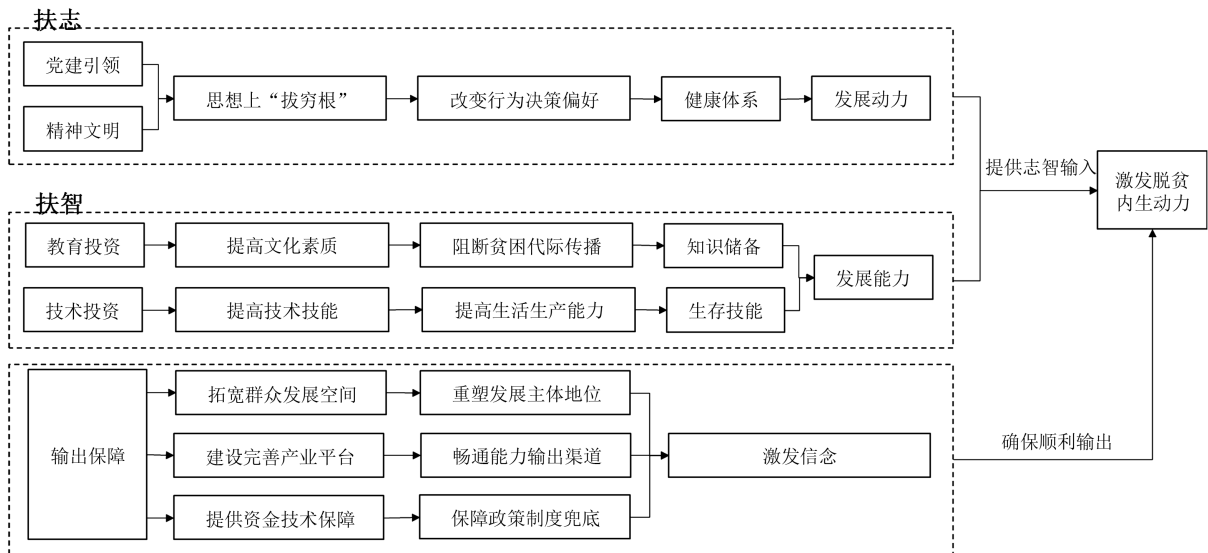 扶志
党建引领
精神文明
思想上“拔穷根”
改变行为决策偏好
健康体系
发展动力
提供志智输入
激发脱贫
内生动力
扶智
教育投资
提高文化素质
阻断贫困代际传播
知识储备
发展能力
技术投资
提高技术技能
提高生活生产能力
生存技能
输出保障
拓宽群众发展空间
重塑发展主体地位
建设完善产业平台
畅通能力输出渠道
激发信念
提供资金技术保障
保障政策制度兜底
确保顺利输出